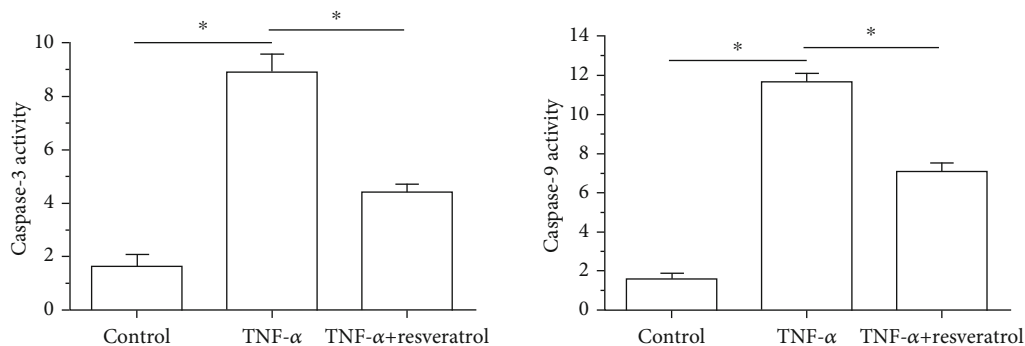 *
*
10
8
6
4
2
0
Caspase-3 activity
Control
TNF-α
TNF-α+resveratrol
*
*
14
12
10
8
6
4
2
0
Caspase-9 activity
Control
TNF-α
TNF-α+resveratrol